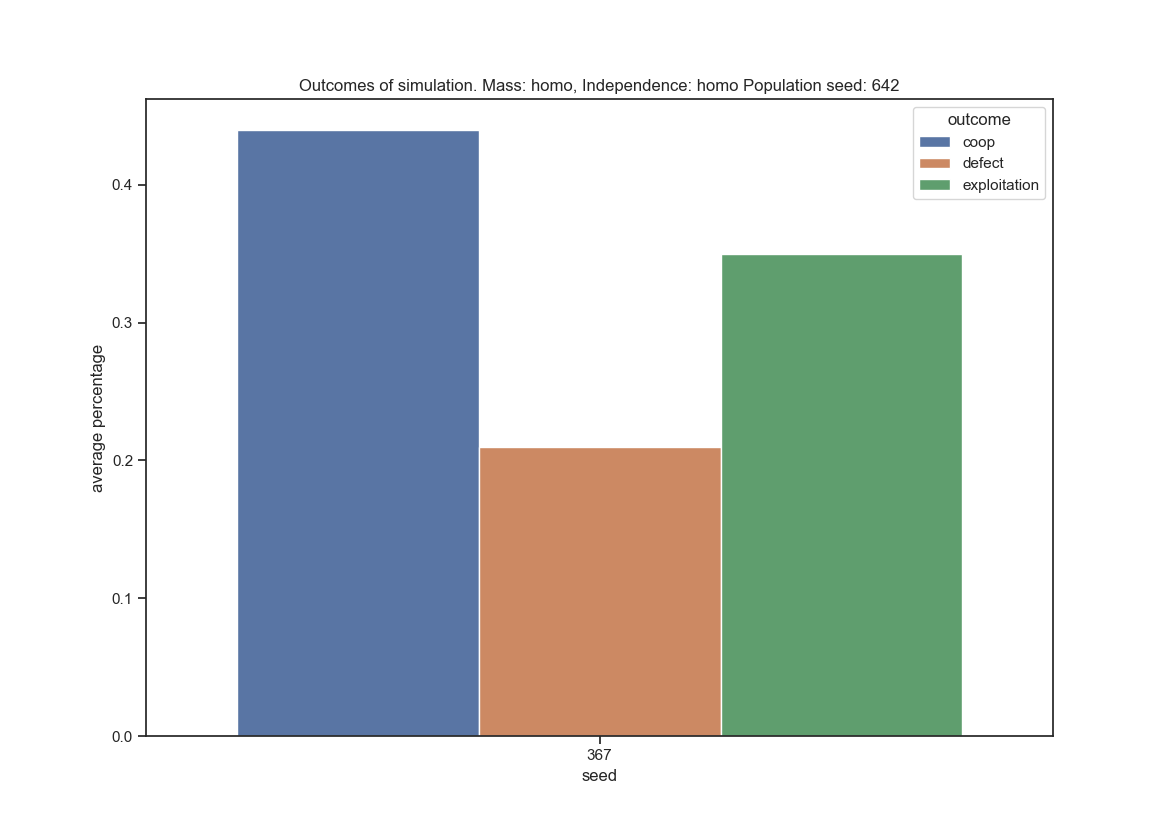 Outcomes of simulation. Mass: homo, Independence: homo Population seed: 642
outcome
coop
defect
exploitation
average percentage
0.4
0.3
0.2
0.1
0.0
367
seed